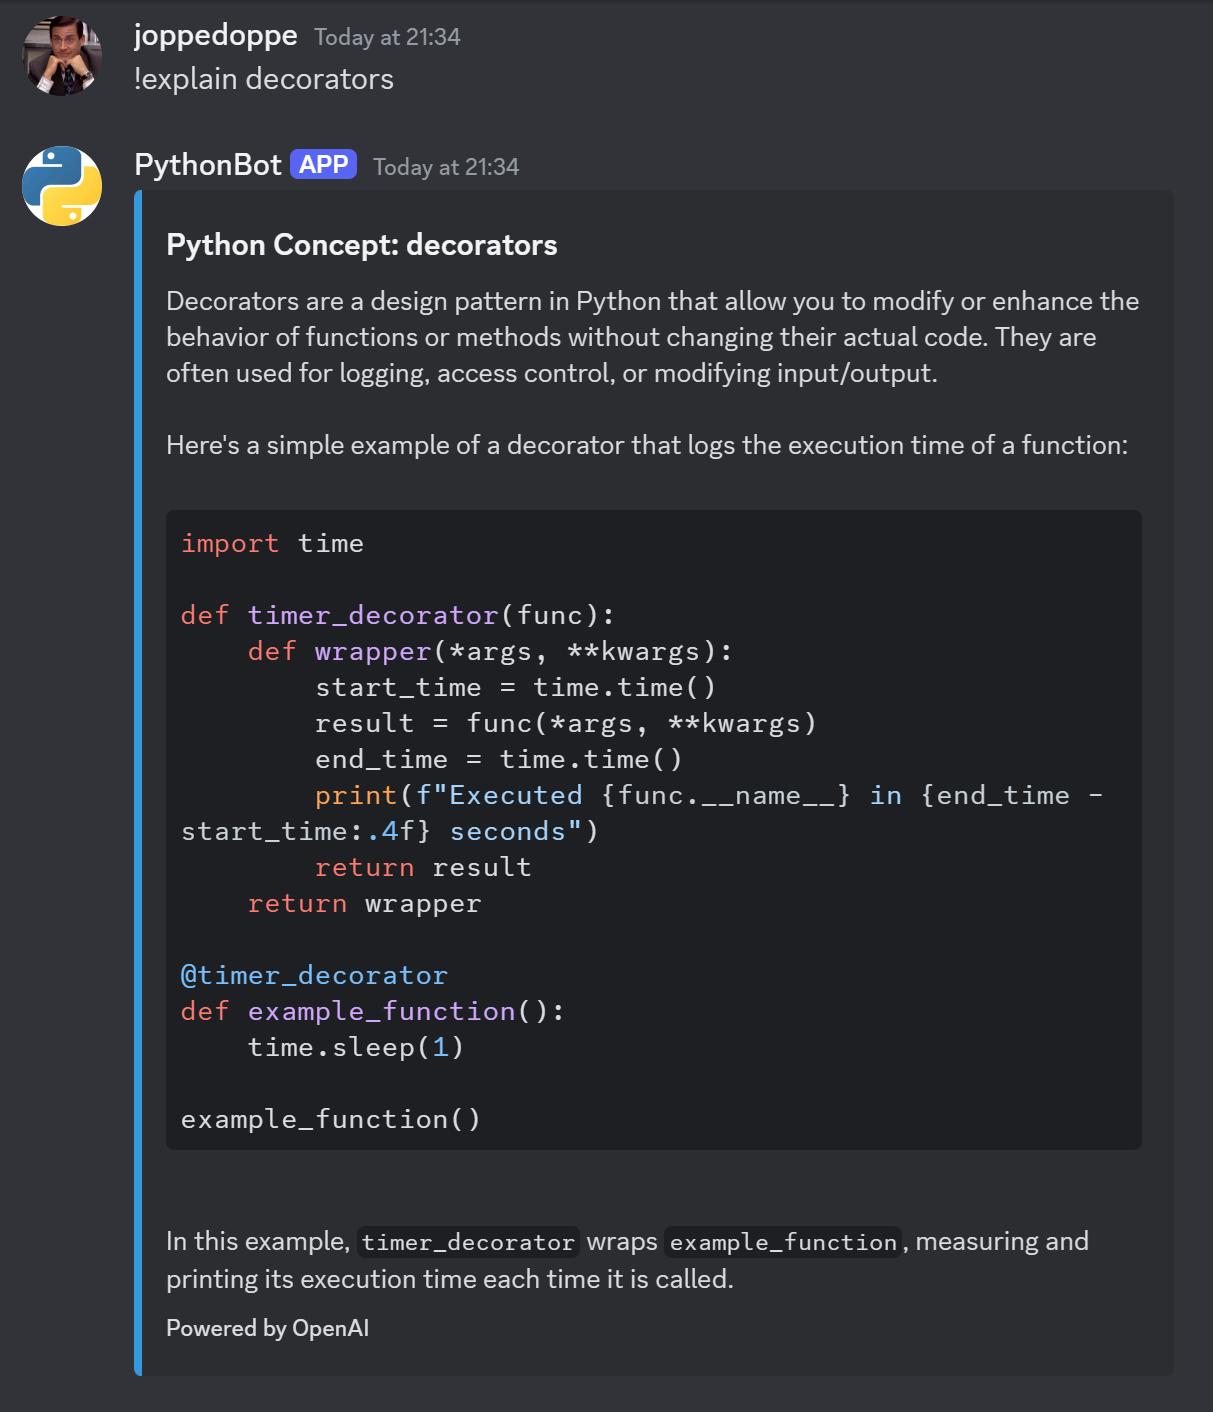 joppedoppe Today at 21:34
!explain decorators
PythonBot APP Today at 21:34
Python Concept: decorators
Decorators are a design pattern in Python that allow you to modify or enhance the
behavior of functions or methods without changing their actual code. They are
often used for logging, access control, or modifying input/output.
Here's a simple example of a decorator that logs the execution time of a function:
import time
def timer_decorator(func):
    def wrapper(*args, **kwargs):
        start_time = time.time()
        result = func(*args, **kwargs)
        end_time = time.time()
        print(f"Executed {func.__name__} in {end_time -
start_time:.4f} seconds")
        return result
    return wrapper
@timer_decorator
def example_function():
    time.sleep(1)
example_function()
In this example, timer_decorator wraps example_function, measuring and
printing its execution time each time it is called.
Powered by OpenAI